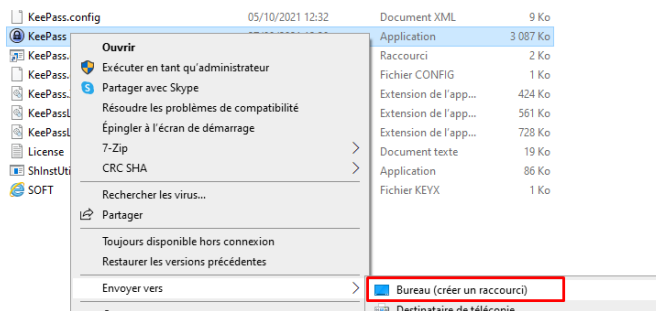 KeePass.config 05/10/2021 12:32 Document XML 9 Ko
KeePass Application 3 087 Ko
KeePass. Raccourci 2 Ko
KeePass. Fichier CONFIG 1 Ko
KeePass. Extension de l'app... 424 Ko
KeePassL Extension de l'app... 561 Ko
KeePassL Extension de l'app... 728 Ko
License Document texte 19 Ko
ShInstUti Application 86 Ko
SOFT Fichier KEYX 1 Ko
Ouvrir
Exécuter en tant qu'administrateur
Partager avec Skype
Résoudre les problèmes de compatibilité
Épingler à l'écran de démarrage
7-Zip
CRC SHA
Rechercher les virus...
Partager
Toujours disponible hors connexion
Restaurer les versions précédentes
Envoyer vers
Bureau (créer un raccourci)
Destinataire de télécopie